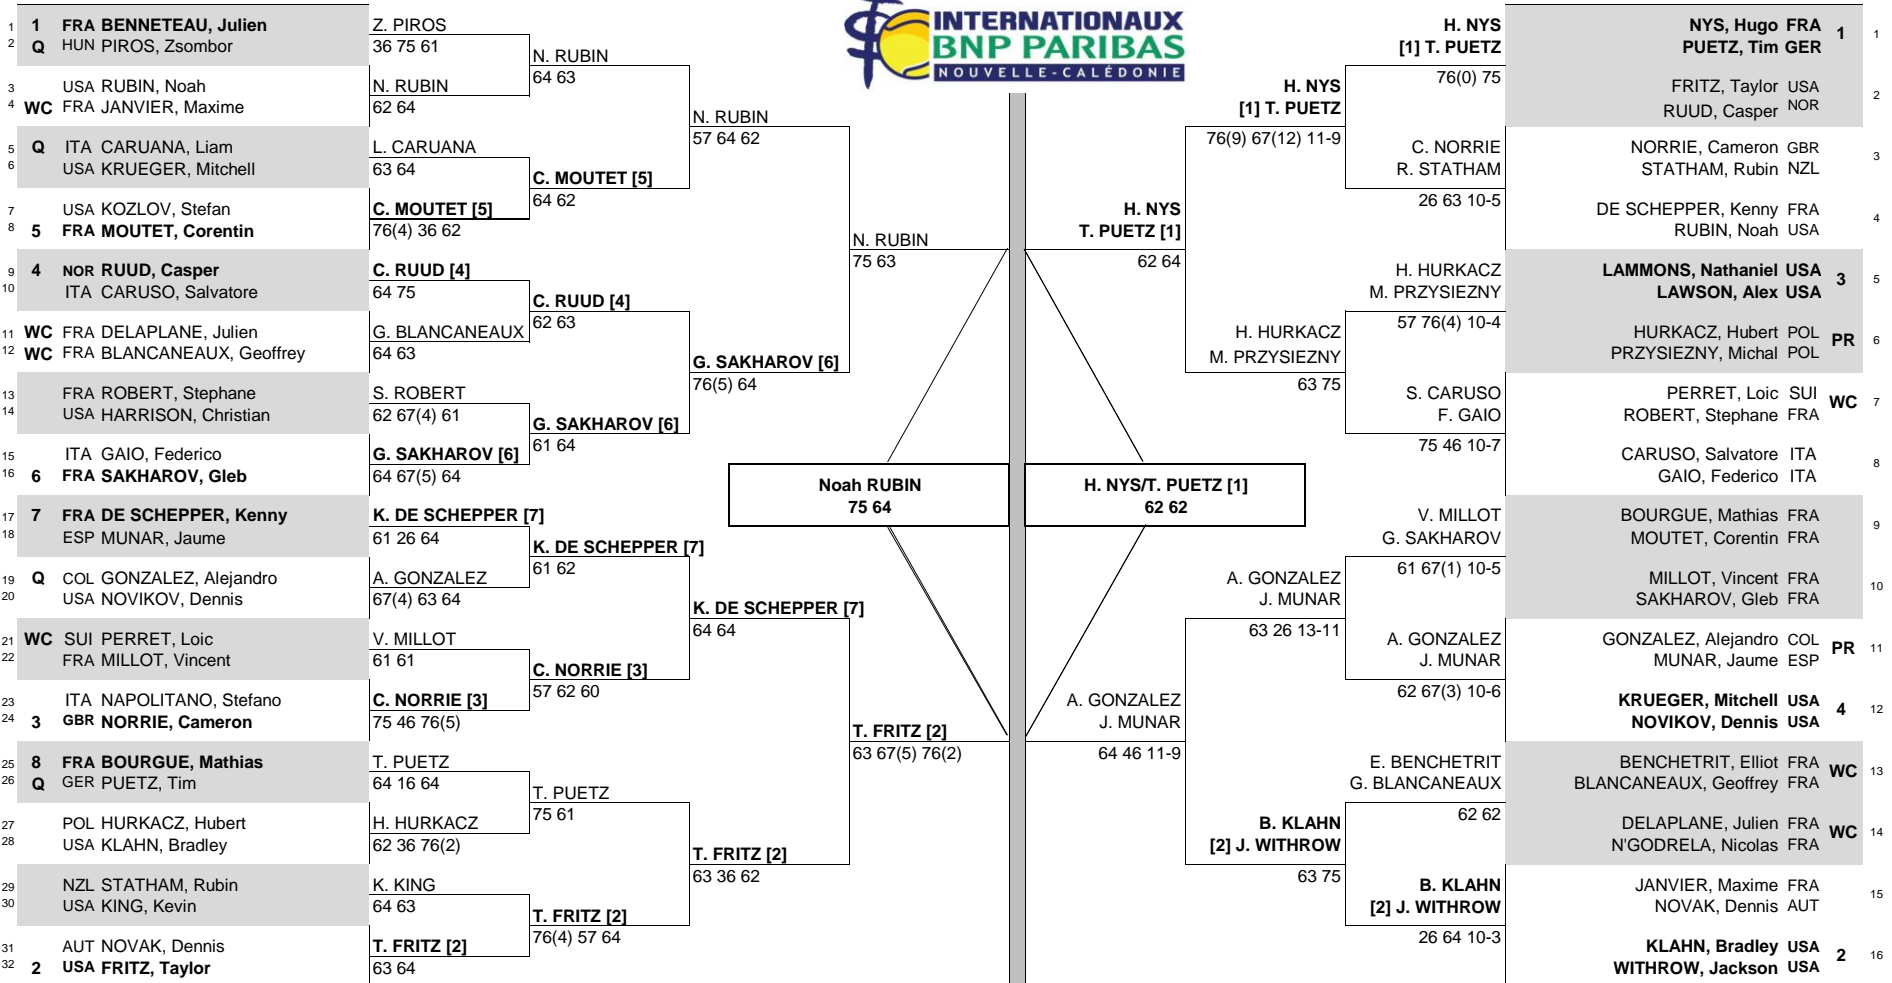 INTERNATIONAUX
BNP PARIBAS
NOUVELLE-CALÉDONIE
1 1 FRA BENNETEAU, Julien
2 Q HUN PIROS, Zsombor
3 USA RUBIN, Noah
4 WC FRA JANVIER, Maxime
5 Q ITA CARUANA, Liam
6 USA KRUEGER, Mitchell
7 USA KOZLOV, Stefan
8 5 FRA MOUTET, Corentin
9 4 NOR RUUD, Casper
10 ITA CARUSO, Salvatore
11 WC FRA DELAPLANE, Julien
12 WC FRA BLANCANEAUX, Geoffrey
13 FRA ROBERT, Stephane
14 USA HARRISON, Christian
15 ITA GAIO, Federico
16 6 FRA SAKHAROV, Gleb
17 7 FRA DE SCHEPPER, Kenny
18 ESP MUNAR, Jaume
19 Q COL GONZALEZ, Alejandro
20 USA NOVIKOV, Dennis
21 WC SUI PERRET, Loic
22 FRA MILLOT, Vincent
23 ITA NAPOLITANO, Stefano
24 3 GBR NORRIE, Cameron
25 8 FRA BOURGUE, Mathias
26 Q GER PUETZ, Tim
27 POL HURKACZ, Hubert
28 USA KLAHN, Bradley
29 NZL STATHAM, Rubin
30 USA KING, Kevin
31 AUT NOVAK, Dennis
32 2 USA FRITZ, Taylor
Z. PIROS
36 75 61
N. RUBIN
62 64
L. CARUANA
63 64
C. MOUTET [5]
76(4) 36 62
C. RUUD [4]
64 75
G. BLANCANEAUX
64 63
S. ROBERT
62 67(4) 61
G. SAKHAROV [6]
64 67(5) 64
K. DE SCHEPPER [7]
61 26 64
A. GONZALEZ
67(4) 63 64
V. MILLOT
61 61
C. NORRIE [3]
75 46 76(5)
T. PUETZ
64 16 64
H. HURKACZ
62 36 76(2)
K. KING
64 63
T. FRITZ [2]
63 64
N. RUBIN
64 63
C. MOUTET [5]
64 62
C. RUUD [4]
62 63
G. SAKHAROV [6]
61 64
K. DE SCHEPPER [7]
61 62
C. NORRIE [3]
57 62 60
T. PUETZ
75 61
T. FRITZ [2]
76(4) 57 64
N. RUBIN
57 64 62
G. SAKHAROV [6]
76(5) 64
K. DE SCHEPPER [7]
64 64
T. FRITZ [2]
63 36 62
N. RUBIN
75 63
T. FRITZ [2]
63 67(5) 76(2)
Noah RUBIN
75 64
H. NYS/T. PUETZ [1]
62 62
H. NYS
T. PUETZ [1]
62 64
A. GONZALEZ
J. MUNAR
64 46 11-9
H. NYS
[1] T. PUETZ
76(9) 67(12) 11-9
H. HURKACZ
M. PRZYSIEZNY
63 75
A. GONZALEZ
J. MUNAR
63 26 13-11
B. KLAHN
[2] J. WITHROW
63 75
H. NYS
[1] T. PUETZ
76(0) 75
C. NORRIE
R. STATHAM
26 63 10-5
H. HURKACZ
M. PRZYSIEZNY
57 76(4) 10-4
S. CARUSO
F. GAIO
75 46 10-7
V. MILLOT
G. SAKHAROV
61 67(1) 10-5
A. GONZALEZ
J. MUNAR
62 67(3) 10-6
E. BENCHETRIT
G. BLANCANEAUX
62 62
B. KLAHN
[2] J. WITHROW
26 64 10-3
NYS, Hugo FRA 1 1
PUETZ, Tim GER
FRITZ, Taylor USA 2
RUUD, Casper NOR
NORRIE, Cameron GBR 3
STATHAM, Rubin NZL
DE SCHEPPER, Kenny FRA 4
RUBIN, Noah USA
LAMMONS, Nathaniel USA 3 5
LAWSON, Alex USA
HURKACZ, Hubert POL PR 6
PRZYSIEZNY, Michal POL
PERRET, Loic SUI WC 7
ROBERT, Stephane FRA
CARUSO, Salvatore ITA 8
GAIO, Federico ITA
BOURGUE, Mathias FRA 9
MOUTET, Corentin FRA
MILLOT, Vincent FRA 10
SAKHAROV, Gleb FRA
GONZALEZ, Alejandro COL PR 11
MUNAR, Jaume ESP
KRUEGER, Mitchell USA 4 12
NOVIKOV, Dennis USA
BENCHETRIT, Elliot FRA WC 13
BLANCANEAUX, Geoffrey FRA
DELAPLANE, Julien FRA WC 14
N'GODRELA, Nicolas FRA
JANVIER, Maxime FRA 15
NOVAK, Dennis AUT
KLAHN, Bradley USA 2 16
WITHROW, Jackson USA